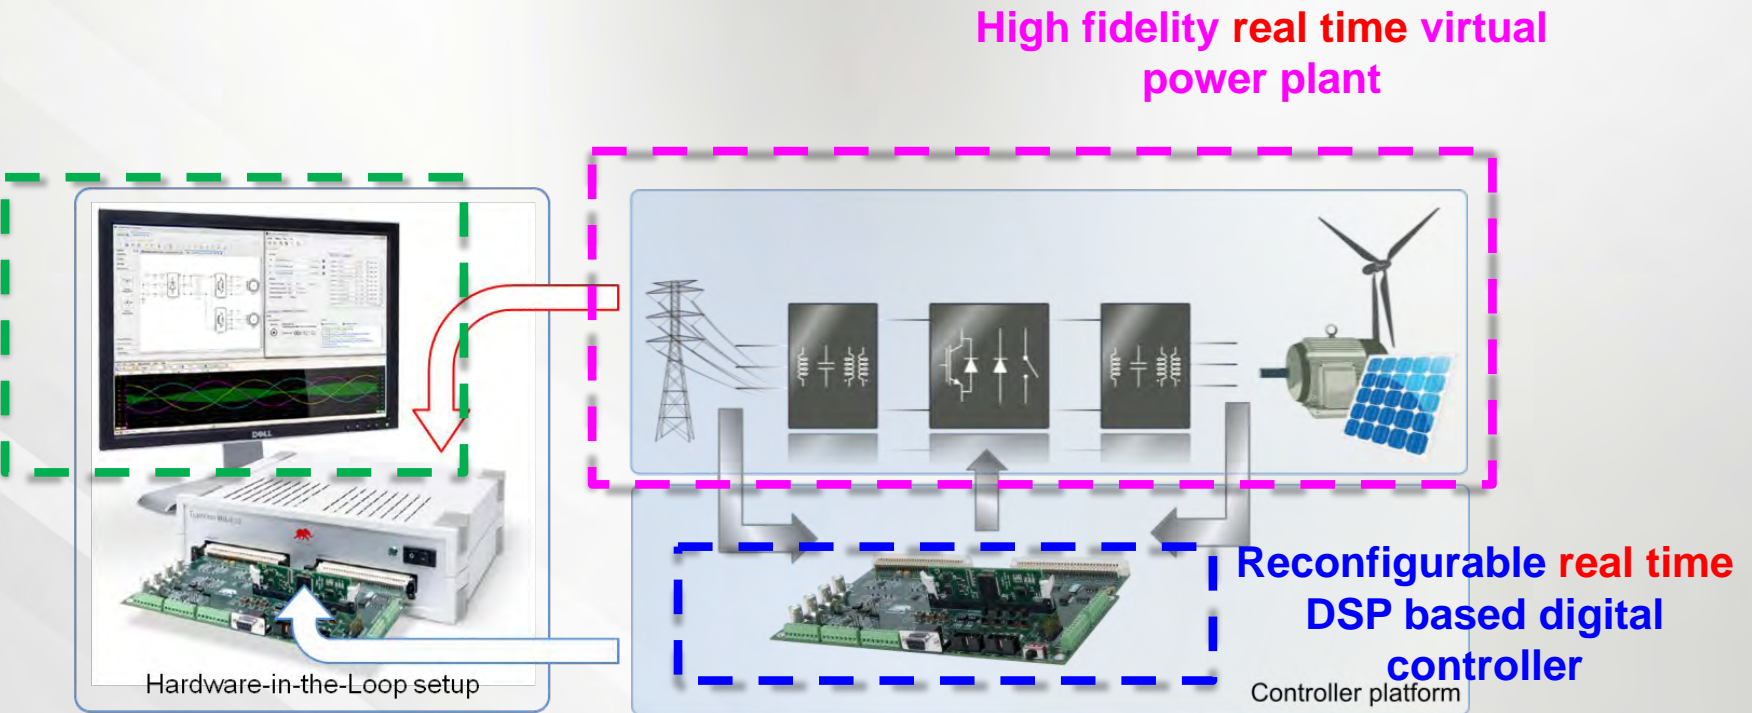 High fidelity real time virtual
power plant
DELL
Reconfigurable real time
DSP based digital
controller
Hardware-in-the-Loop setup
Controller platform